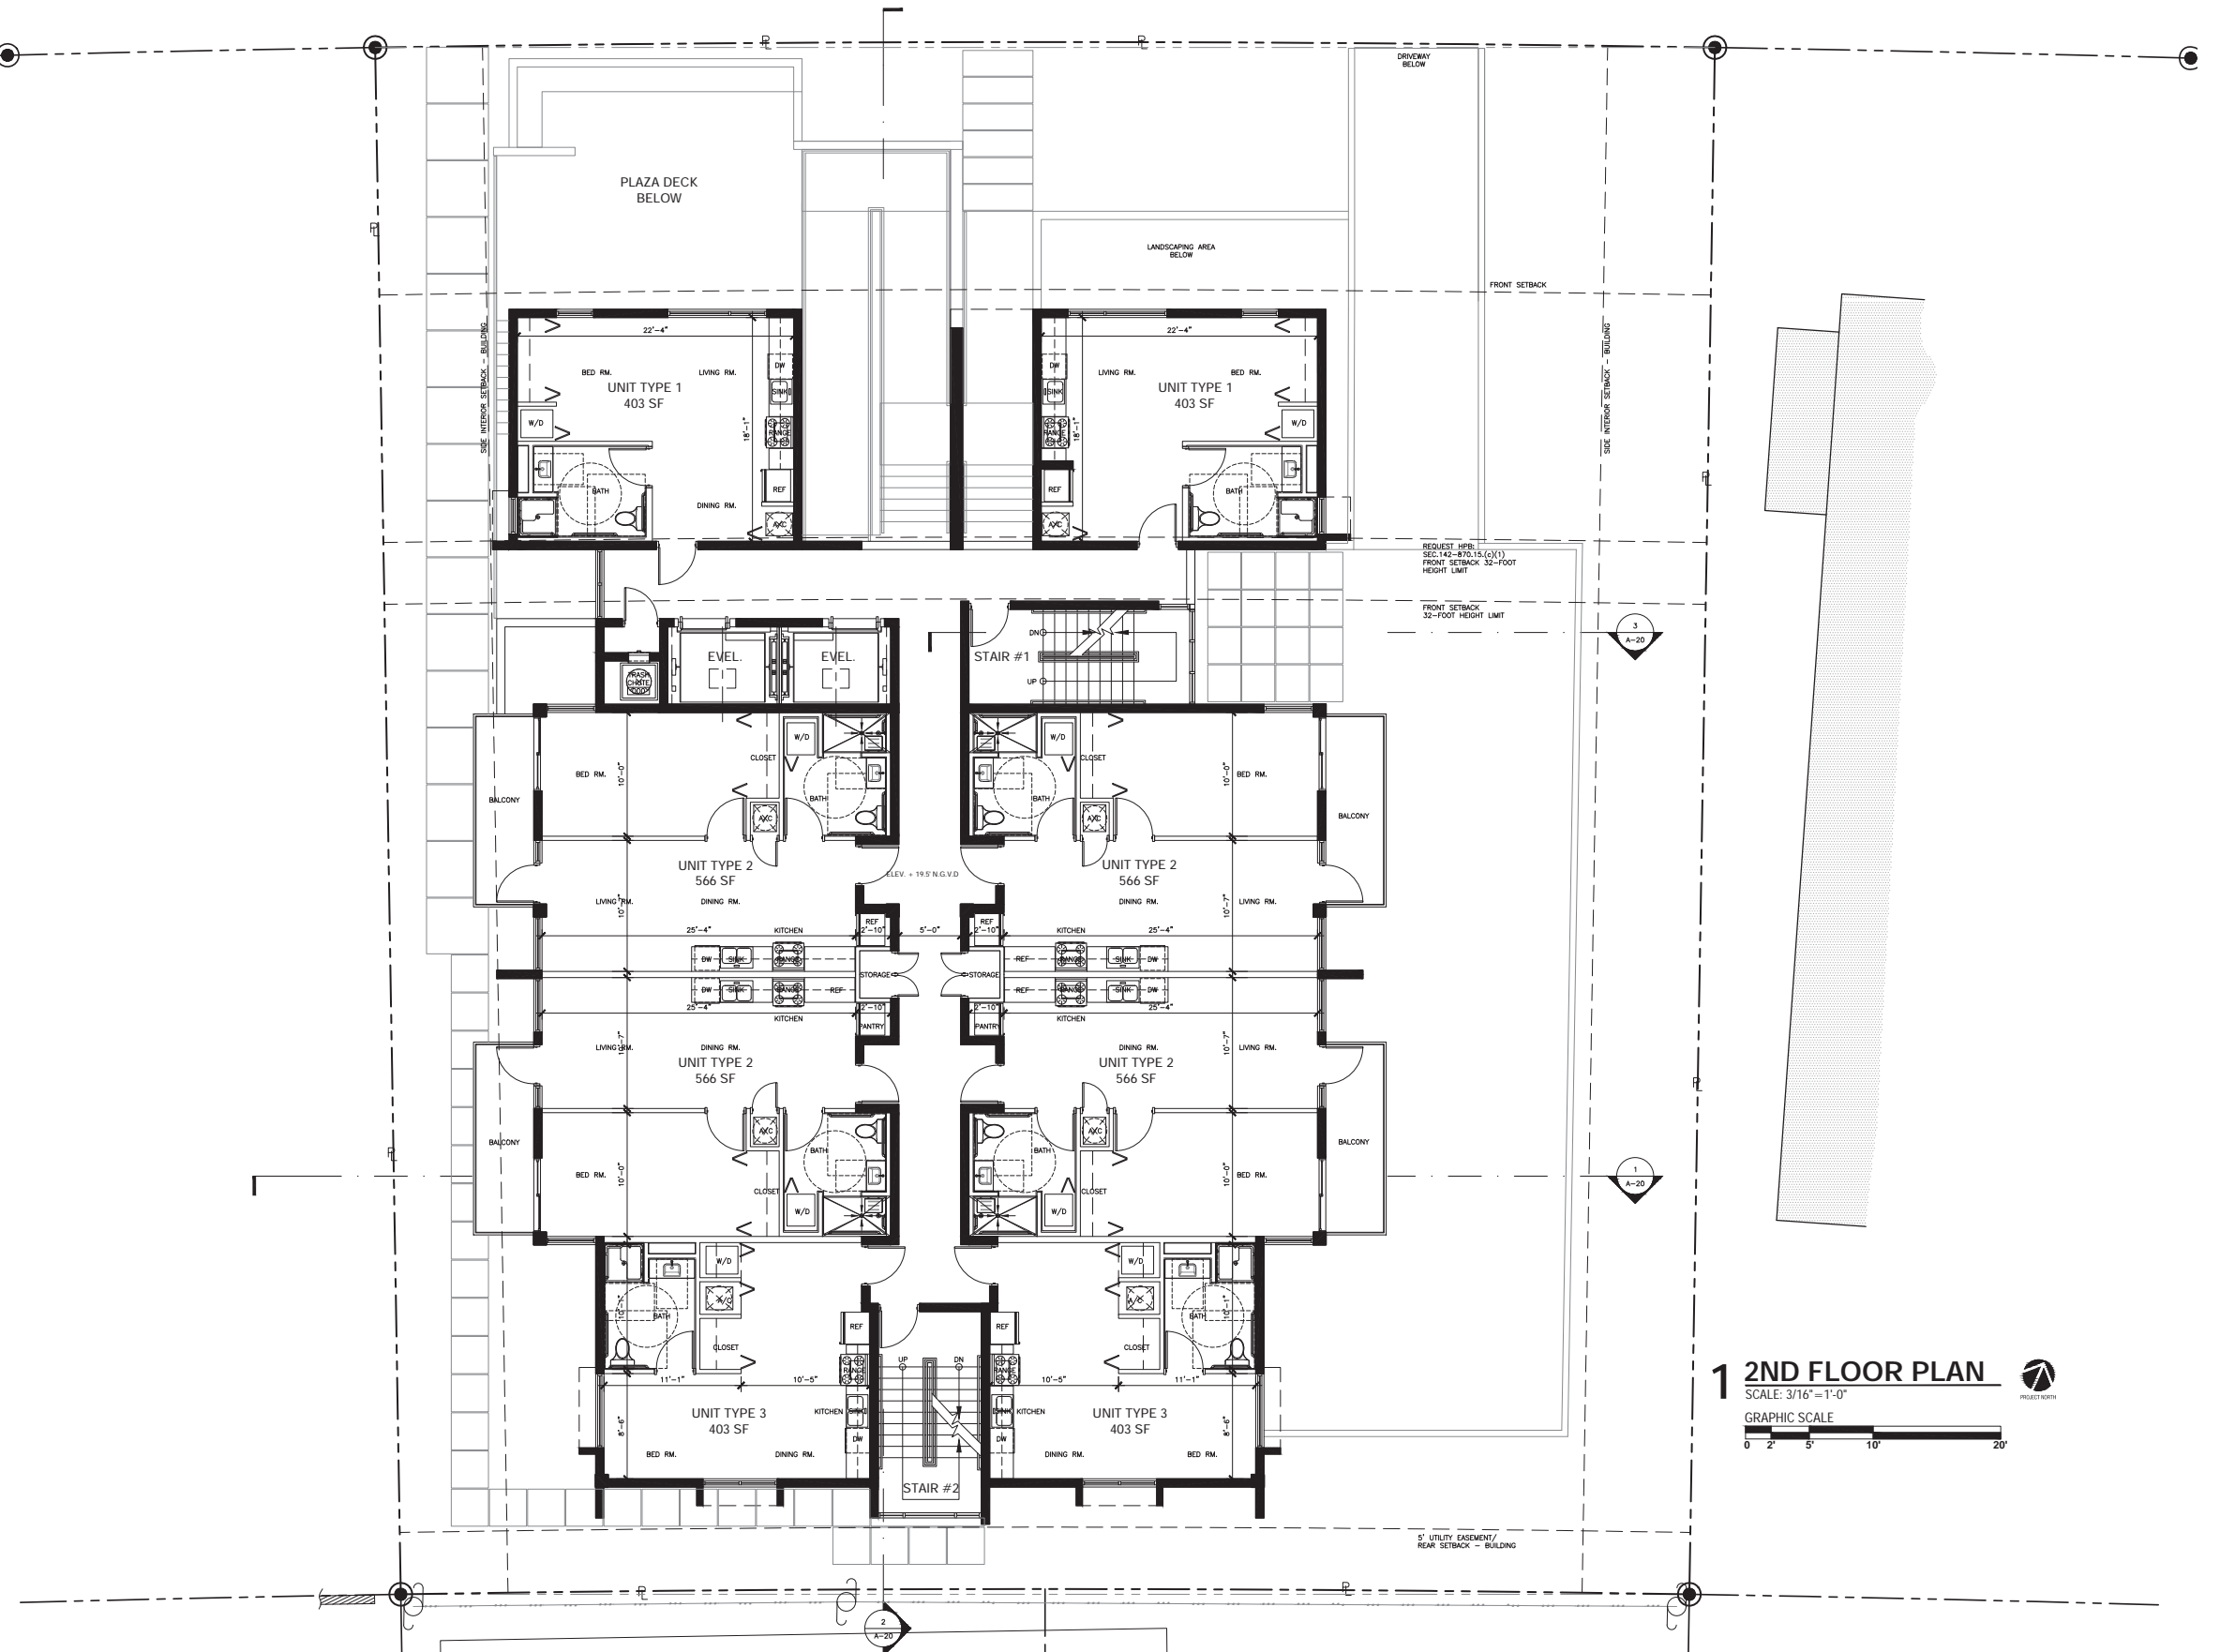 DRIVEWAY
BELOW
PLAZA DECK
BELOW
LANDSCAPING AREA
BELOW
FRONT SETBACK
SIDE INTERIOR SETBACK - BUILDING
SIDE INTERIOR SETBACK - BUILDING
22'-4"
BED RM.
LIVING RM.
DW
UNIT TYPE 1
403 SF
SINK
W/D
RANGE
18'-1"
BATH
REF
DINING RM.
A/C
22'-4"
DW
LIVING RM.
BED RM.
SINK
UNIT TYPE 1
403 SF
RANGE
18'-1"
W/D
REF
BATH
A/C
REQUEST HPB:
SEC.142-870.15.(c)(1)
FRONT SETBACK 32-FOOT
HEIGHT LIMIT
FRONT SETBACK
32-FOOT HEIGHT LIMIT
3
A-20
DN
STAIR #1
UP
EVEL.
EVEL.
TRASH
CHUTE
W/D
CLOSET
BED RM.
10'-0"
BATH
BALCONY
A/C
W/D
CLOSET
10'-0"
BED RM.
BATH
A/C
BALCONY
UNIT TYPE 2
566 SF
ELEV. + 19.5' N.G.V.D
UNIT TYPE 2
566 SF
LIVING RM.
10'-7"
DINING RM.
DINING RM.
10'-7"
LIVING RM.
REF
REF
25'-4"
KITCHEN
2'-10"
5'-0"
2'-10"
KITCHEN
25'-4"
DW
SINK
RANGE
REF
RANGE
SINK
DW
STORAGE
STORAGE
DW
SINK
RANGE
REF
REF
RANGE
SINK
DW
25'-4"
2'-10"
2'-10"
25'-4"
KITCHEN
PANTRY
PANTRY
KITCHEN
LIVING RM.
10'-7"
DINING RM.
DINING RM.
10'-7"
LIVING RM.
UNIT TYPE 2
566 SF
UNIT TYPE 2
566 SF
BALCONY
A/C
BATH
BATH
A/C
BALCONY
BED RM.
10'-0"
CLOSET
W/D
W/D
CLOSET
10'-0"
BED RM.
1
A-20
W/D
A/C
10'-1"
BATH
CLOSET
REF
RANGE
11'-1"
10'-5"
UNIT TYPE 3
403 SF
KITCHEN
SINK
8'-6"
DW
BED RM.
DINING RM.
UP
DN
STAIR #2
W/D
A/C
10'-1"
BATH
CLOSET
REF
RANGE
10'-5"
11'-1"
SINK
KITCHEN
UNIT TYPE 3
403 SF
DW
8'-6"
DINING RM.
BED RM.
5' UTILITY EASEMENT/
REAR SETBACK - BUILDING
2
A-20
1 2ND FLOOR PLAN
SCALE: 3/16"=1'-0"
PROJECT NORTH
GRAPHIC SCALE
0 2' 5' 10' 20'